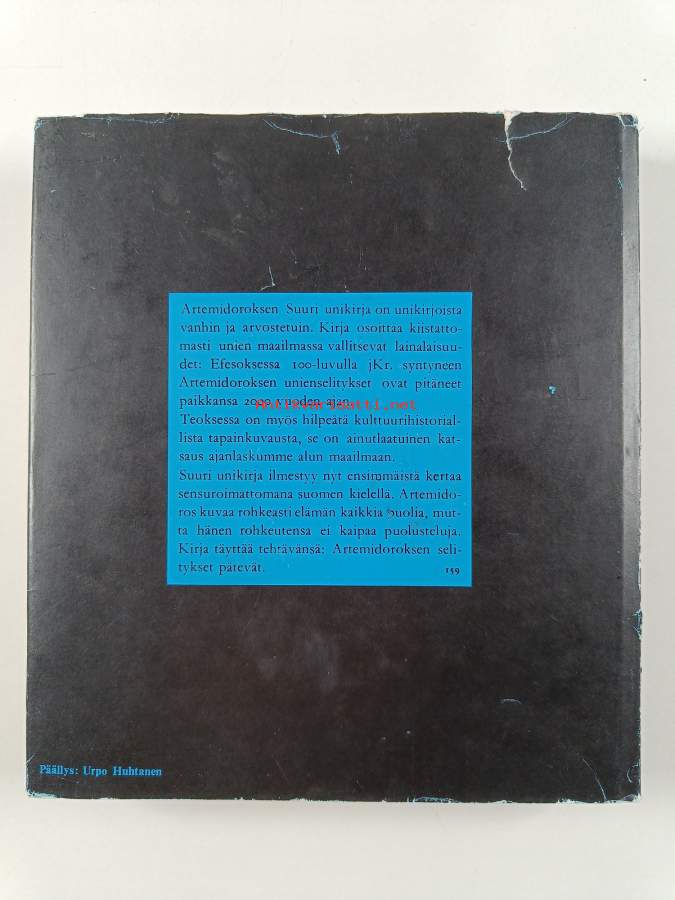 Artemidoroksen Suuri unikirja on unikirjoista
vanhin ja arvostetuin. Kirja osoittaa kiistatto-
masti unien maailmassa vallitsevat lainalaisuu-
det: Efesoksessa 100-luvulla jKr. syntyneen
Artemidoroksen unienselitykset ovat pitäneet
paikkansa 2000 vuoden ajan.
Antikvariaatti.net
Teoksessa on myös hilpeätä kulttuurihistorial-
lista tapainkuvausta, se on ainutlaatuinen kat-
saus ajanlaskumme alun maailmaan.
Suuri unikirja ilmestyy nyt ensimmäistä kertaa
sensuroimattomana suomen kielellä. Artemido-
ros kuvaa rohkeasti elämän kaikkia puolia, mut-
ta hänen rohkeutensa ei kaipaa puolusteluja.
Kirja täyttää tehtävänsä: Artemidoroksen seli-
tykset pätevät. 159
Päällys: Urpo Huhtanen